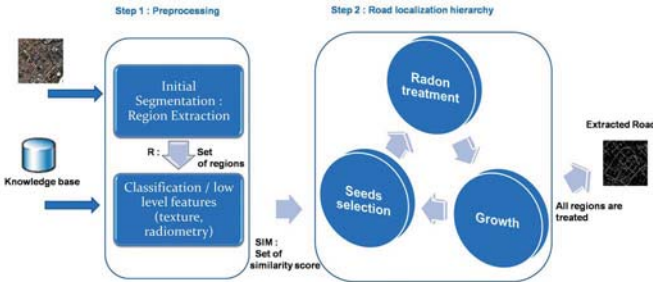 Step 1 : Preprocessing
Step 2 : Road localization hierarchy
Initial
Segmentation :
Region Extraction
R :
Set
of regions
Knowledge base
Classification / low
level features
(texture,
radiometry)
SIM :
Set of
similarity score
Radon
treatment
Seeds
selection
Growth
Extracted Road
All regions are
treated